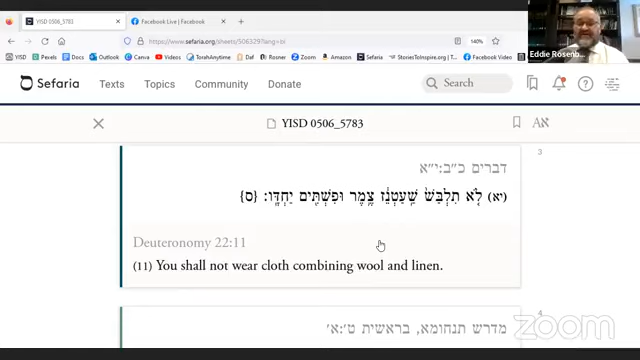 YISD 0506_5783
Facebook Live | Facebook
https://www.sefaria.org/sheets/506329?lang=bi
140%
YISD
Pevels
Docs
Outlook
Canva
Videos
TorahAnytime
Drive
Rosner
Zoom
Amazon
Sefaria
StoriesToInspire.org | T
Facebook Video
Eddie Rosenb
Sefaria
Texts
Topics
Community
Donate
Search
YISD 0506_5783
אA
3
דברים כ״ב:י״א
(יא) לֹ֤א תִלְבַּשׁ֙ שַֽׁעַטְנֵ֔ז צֶ֥מֶר וּפִשְׁתִּ֖ים יַחְדָּֽו׃ {ס}
Deuteronomy 22:11
(11) You shall not wear cloth combining wool and linen.
4
מדרש תנחומא, בראשית ט׳:א׳
zoom